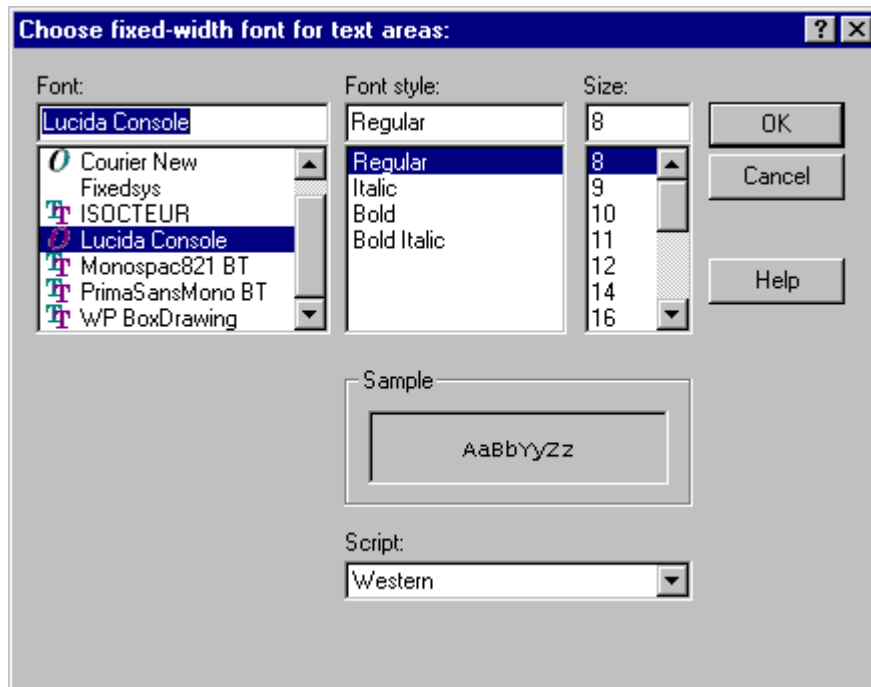 Choose fixed-width font for text areas:
Font:
Lucida Console
Courier New
Fixedsys
ISOCTEUR
Lucida Console
Monospac821 BT
PrimaSansMono BT
WP BoxDrawing
Font style:
Regular
Regular
Italic
Bold
Bold Italic
Size:
8
8
9
10
11
12
14
16
OK
Cancel
Help
Sample
AaBbYyZz
Script:
Western